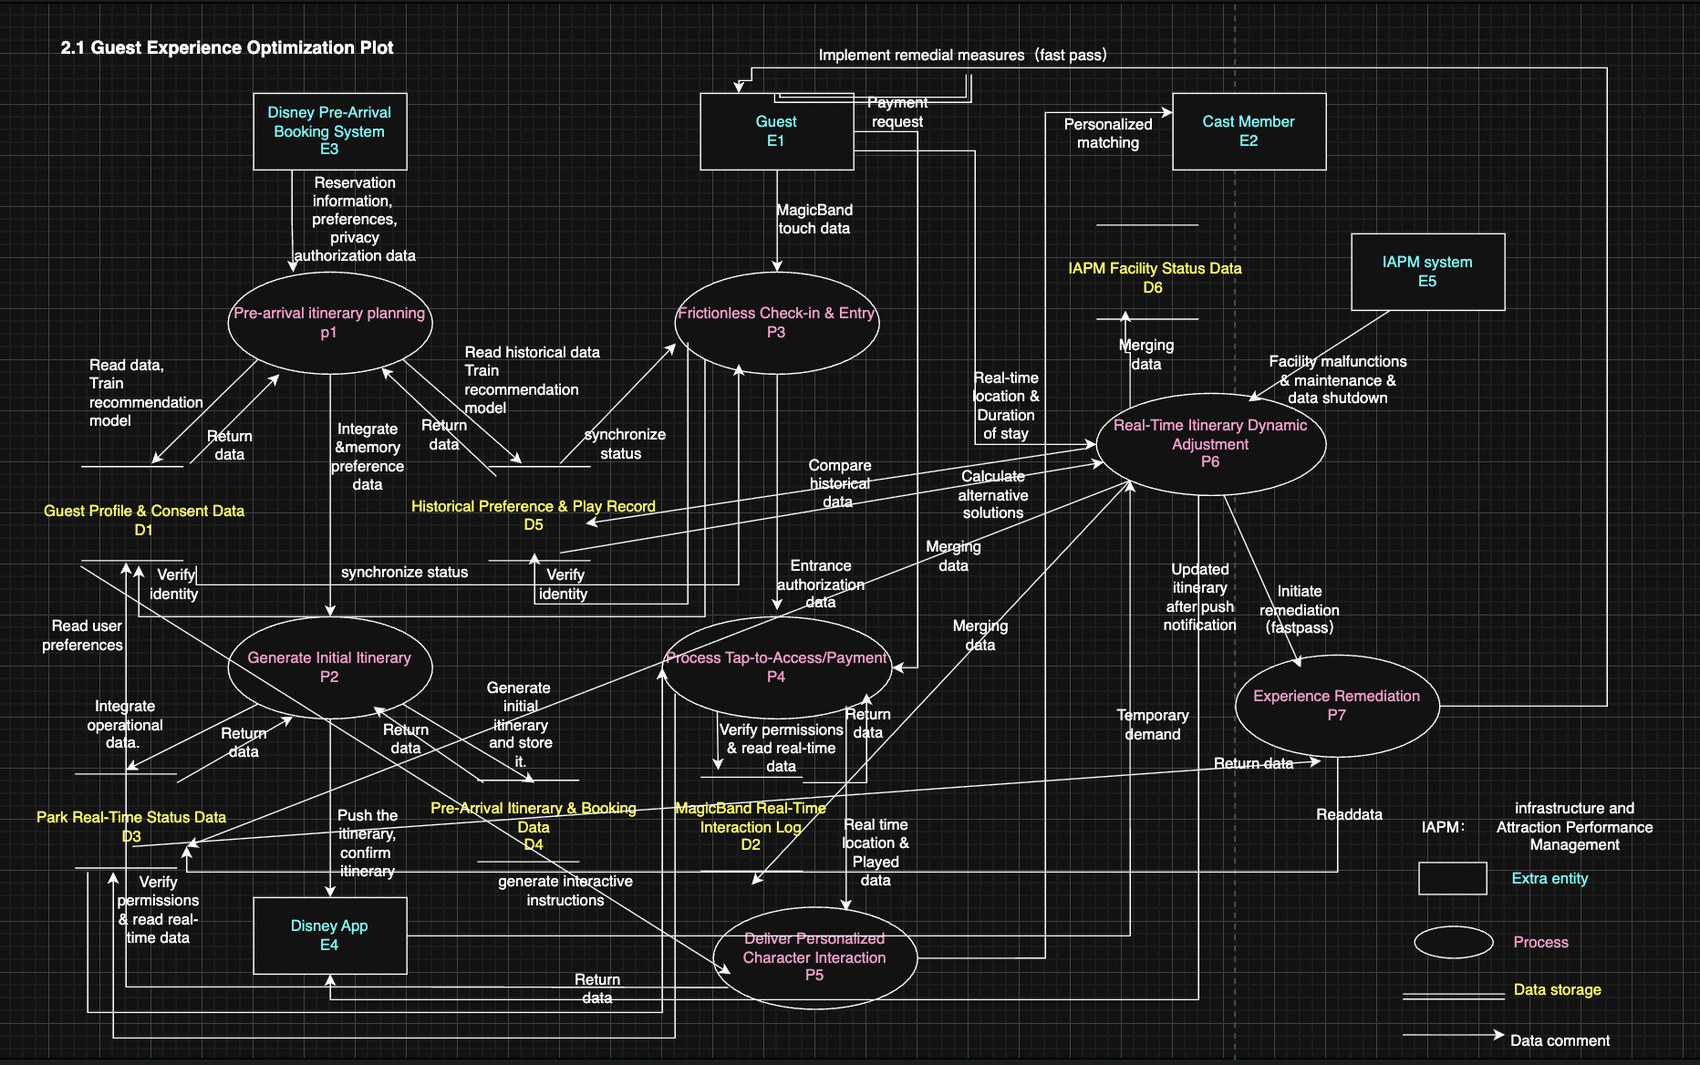 2.1 Guest Experience Optimization Plot
Implement remedial measures（fast pass）
Disney Pre-Arrival
Booking System
E3
Guest
E1
Payment
request
Personalized
matching
Cast Member
E2
Reservation
information,
preferences,
privacy
authorization data
MagicBand
touch data
IAPM Facility Status Data
D6
IAPM system
E5
Pre-arrival itinerary planning
p1
Frictionless Check-in & Entry
P3
Merging
data
Facility malfunctions
& maintenance &
data shutdown
Read data,
Train
recommendation
model
Return
data
Integrate
&memory
preference
data
Read historical data
Train
recommendation
model
Return
data
synchronize
status
Real-time
location &
Duration
of stay
Real-Time Itinerary Dynamic
Adjustment
P6
Compare
historical
data
Calculate
alternative
solutions
Guest Profile & Consent Data
D1
Historical Preference & Play Record
D5
Merging
data
Verify
identity
synchronize status
Verify
identity
Entrance
authorization
data
Updated
itinerary
after push
notification
Initiate
remediation
(fastpass)
Read user
preferences
Merging
data
Generate Initial Itinerary
P2
Process Tap-to-Access/Payment
P4
Experience Remediation
P7
Integrate
operational
data.
Return
data
Return
data
Generate
initial
itinerary
and store
it.
Verify permissions
& read real-time
data
Return
data
Temporary
demand
Return data
Park Real-Time Status Data
D3
Push the
itinerary,
confirm
itinerary
Pre-Arrival Itinerary & Booking
Data
D4
MagicBand Real-Time
Interaction Log
D2
Real time
location &
Played
data
Readdata
IAPM：
infrastructure and
Attraction Performance
Management
Verify
permissions
& read real-
time data
generate interactive
instructions
Extra entity
Disney App
E4
Deliver Personalized
Character Interaction
P5
Process
Return
data
Data storage
Data comment